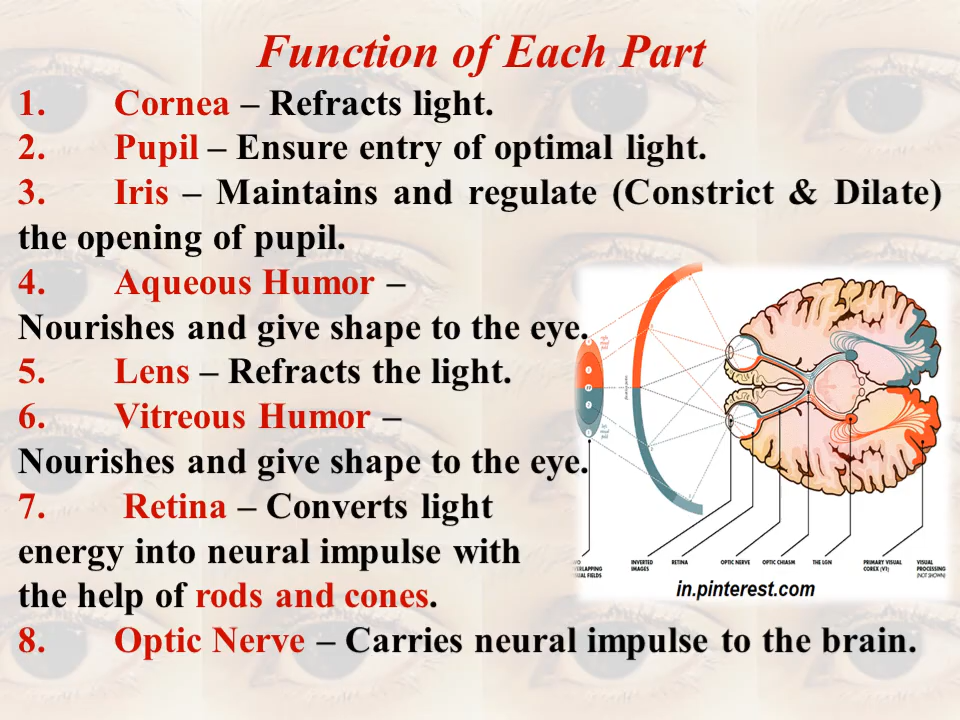 Function of Each Part
1. Cornea – Refracts light.
2. Pupil – Ensure entry of optimal light.
3. Iris – Maintains and regulate (Constrict & Dilate)
the opening of pupil.
4. Aqueous Humor –
Nourishes and give shape to the eye.
5. Lens – Refracts the light.
6. Vitreous Humor –
Nourishes and give shape to the eye.
7. Retina – Converts light
energy into neural impulse with
the help of rods and cones.
8. Optic Nerve – Carries neural impulse to the brain.
INVERTED
IMAGES
RETINA
OPTIC NERVE
OPTIC CHIASM
THE LGN
PRIMARY VISUAL
COREX (V1)
VISUAL
PROCESSING
(NOT SHOWN)
in.pinterest.com